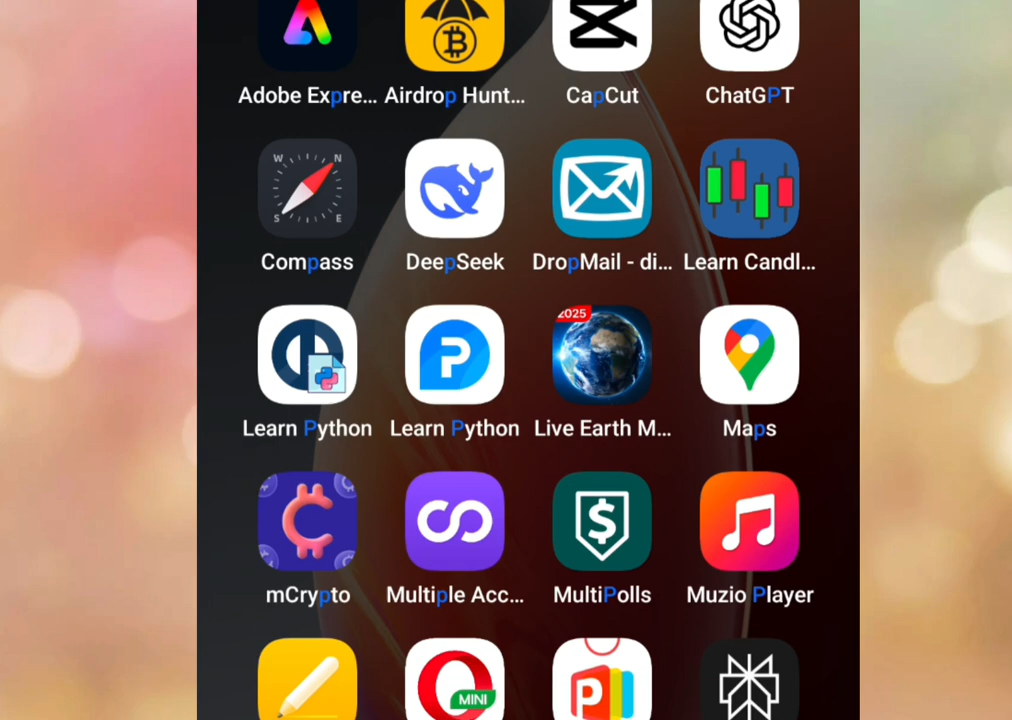 Adobe Expre... Airdrop Hunt... CapCut ChatGPT
W N
S E
Compass DeepSeek DropMail - di... Learn Candl...
2025
Learn Python Learn Python Live Earth M... Maps
mCrypto Multiple Acc... MultiPolls Muzio Player
MINI